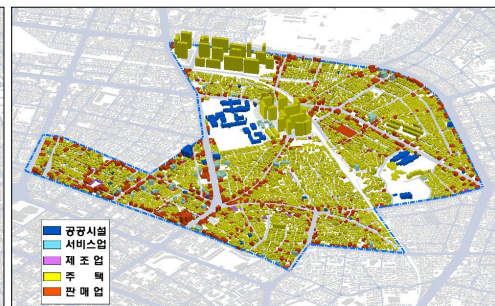 공공시설
서비스업
제 조 업
주 택
판 매 업